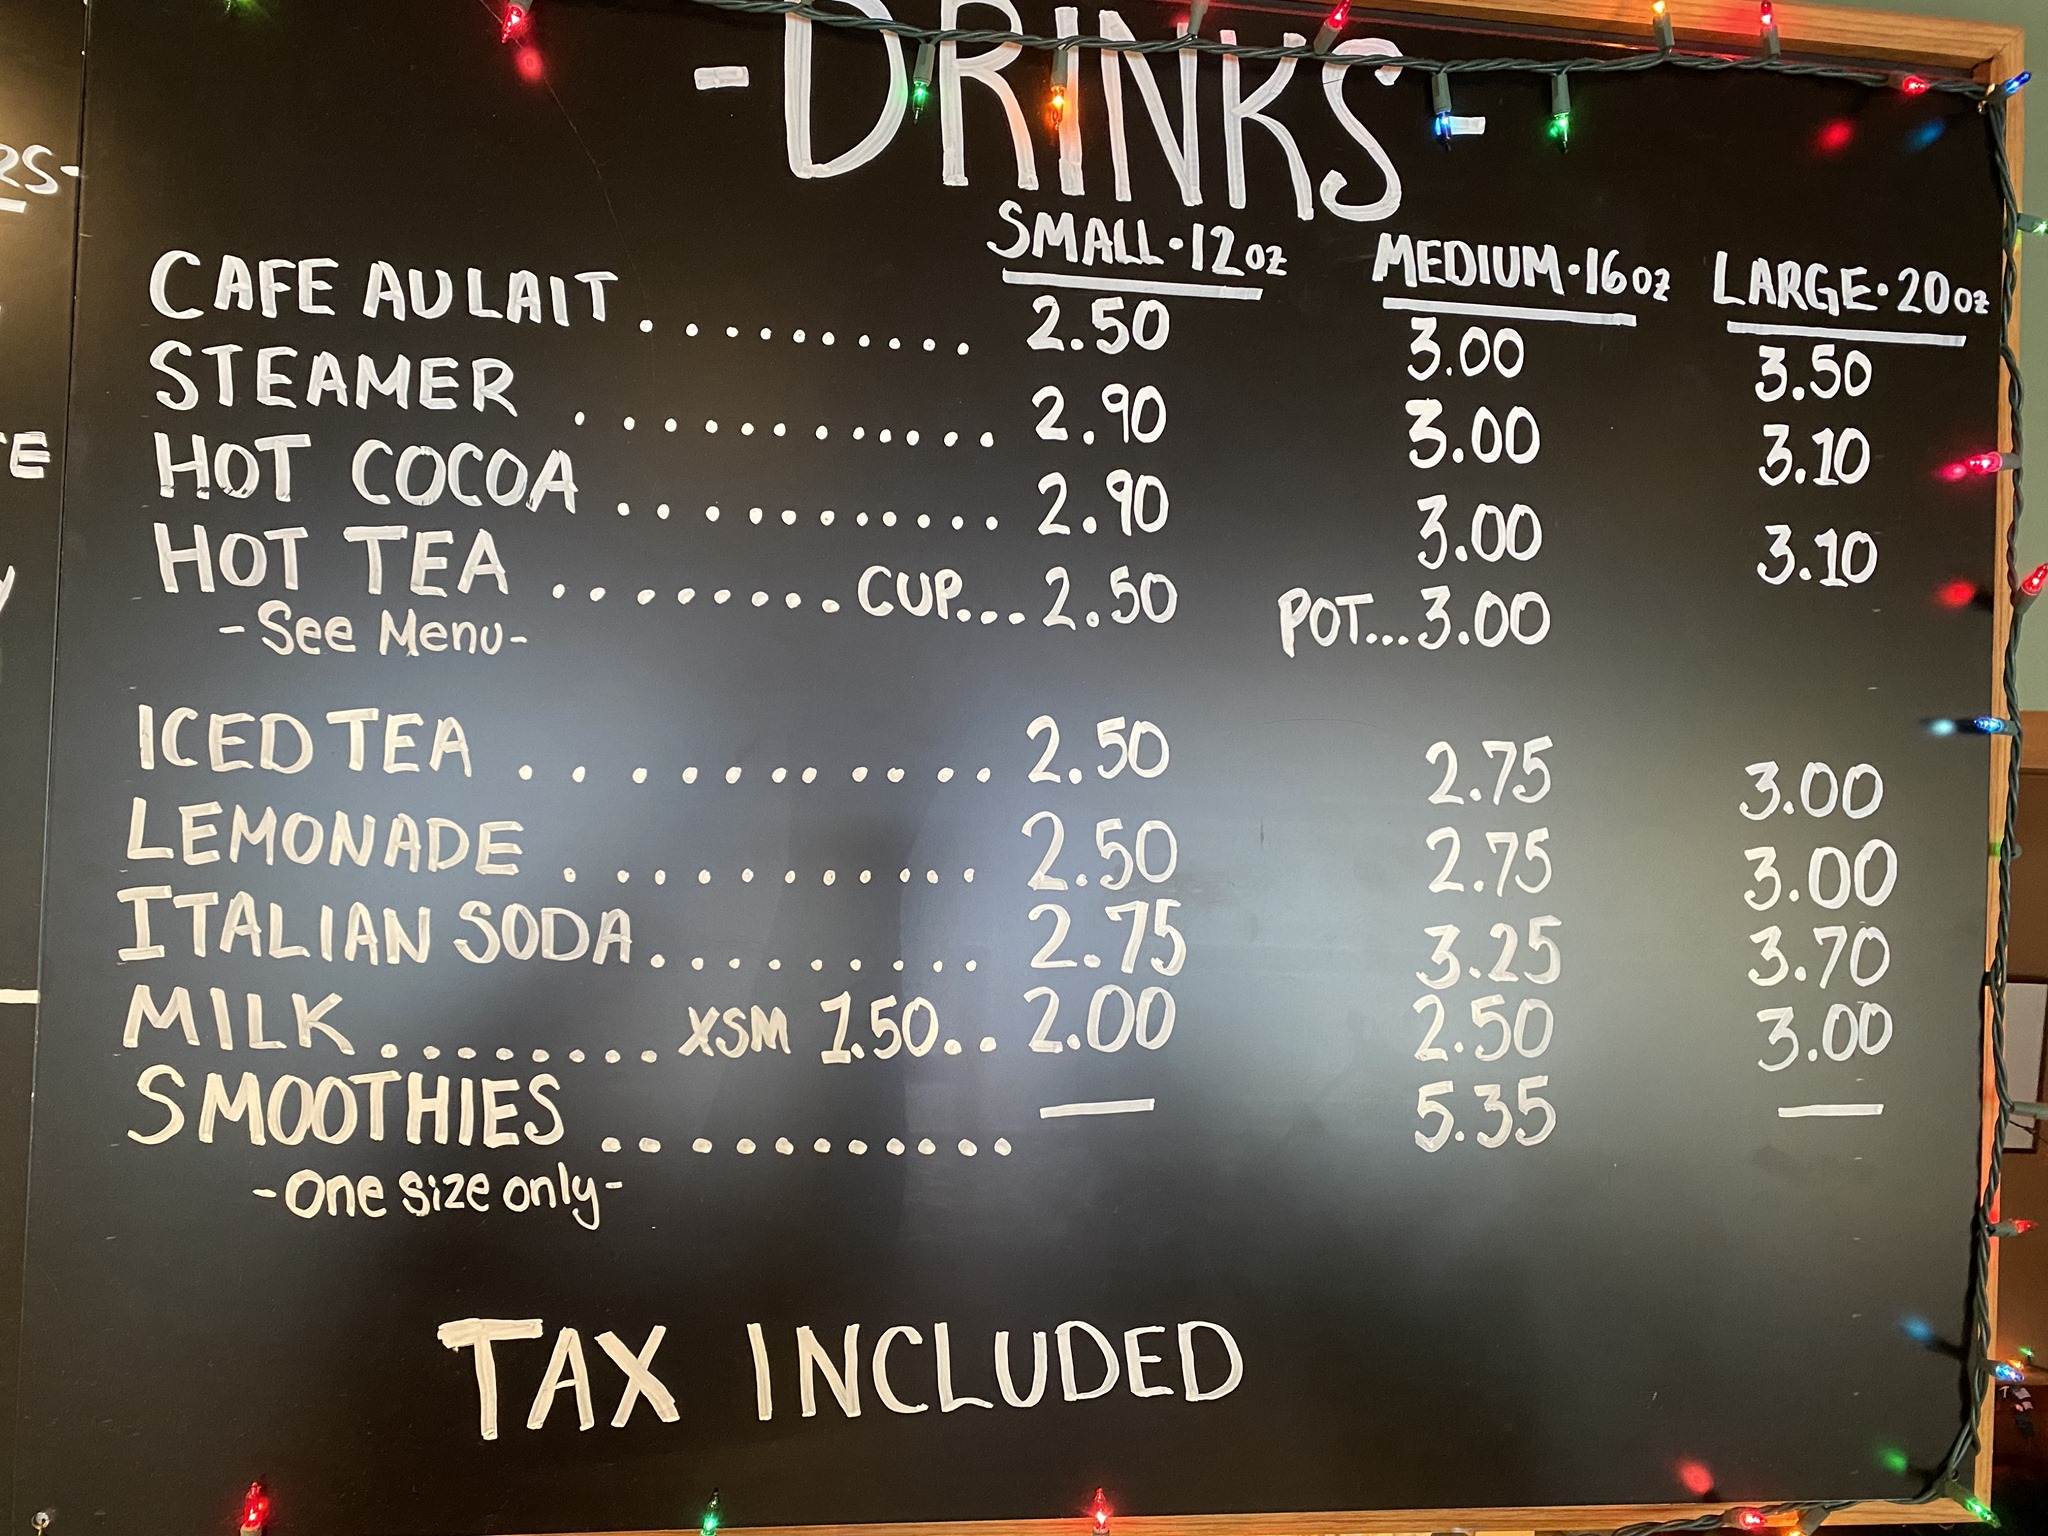 -DRINKS-
SMALL·12oz MEDIUM·16oz LARGE·20oz
CAFE AU LAIT ......... 2.50 3.00 3.50
STEAMER ........... 2.90 3.00 3.10
HOT COCOA .......... 2.90 3.00 3.10
HOT TEA ........ CUP... 2.50 POT... 3.00
-See Menu-
ICED TEA ........... 2.50 2.75 3.00
LEMONADE ........... 2.50 2.75 3.00
ITALIAN SODA ......... 2.75 3.25 3.70
MILK ........ XSM 1.50.. 2.00 2.50 3.00
SMOOTHIES .......... — 5.35 —
-One size only-
TAX INCLUDED